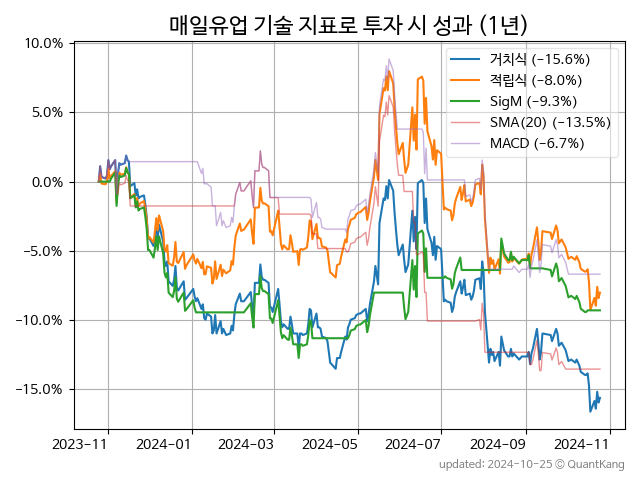 매일유업 기술 지표로 투자 시 성과 (1년)
10.0%
5.0%
0.0%
−5.0%
−10.0%
−15.0%
거치식 (−15.6%)
적립식 (−8.0%)
SigM (−9.3%)
SMA(20) (−13.5%)
MACD (−6.7%)
2023−11 2024−01 2024−03 2024−05 2024−07 2024−09 2024−11
updated: 2024-10-25 © QuantKang